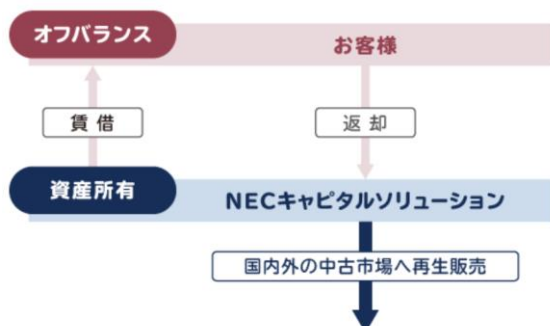 オフバランス
お客様
賃借
返却
資産所有
NECキャピタルソリューション
国内外の中古市場へ再生販売